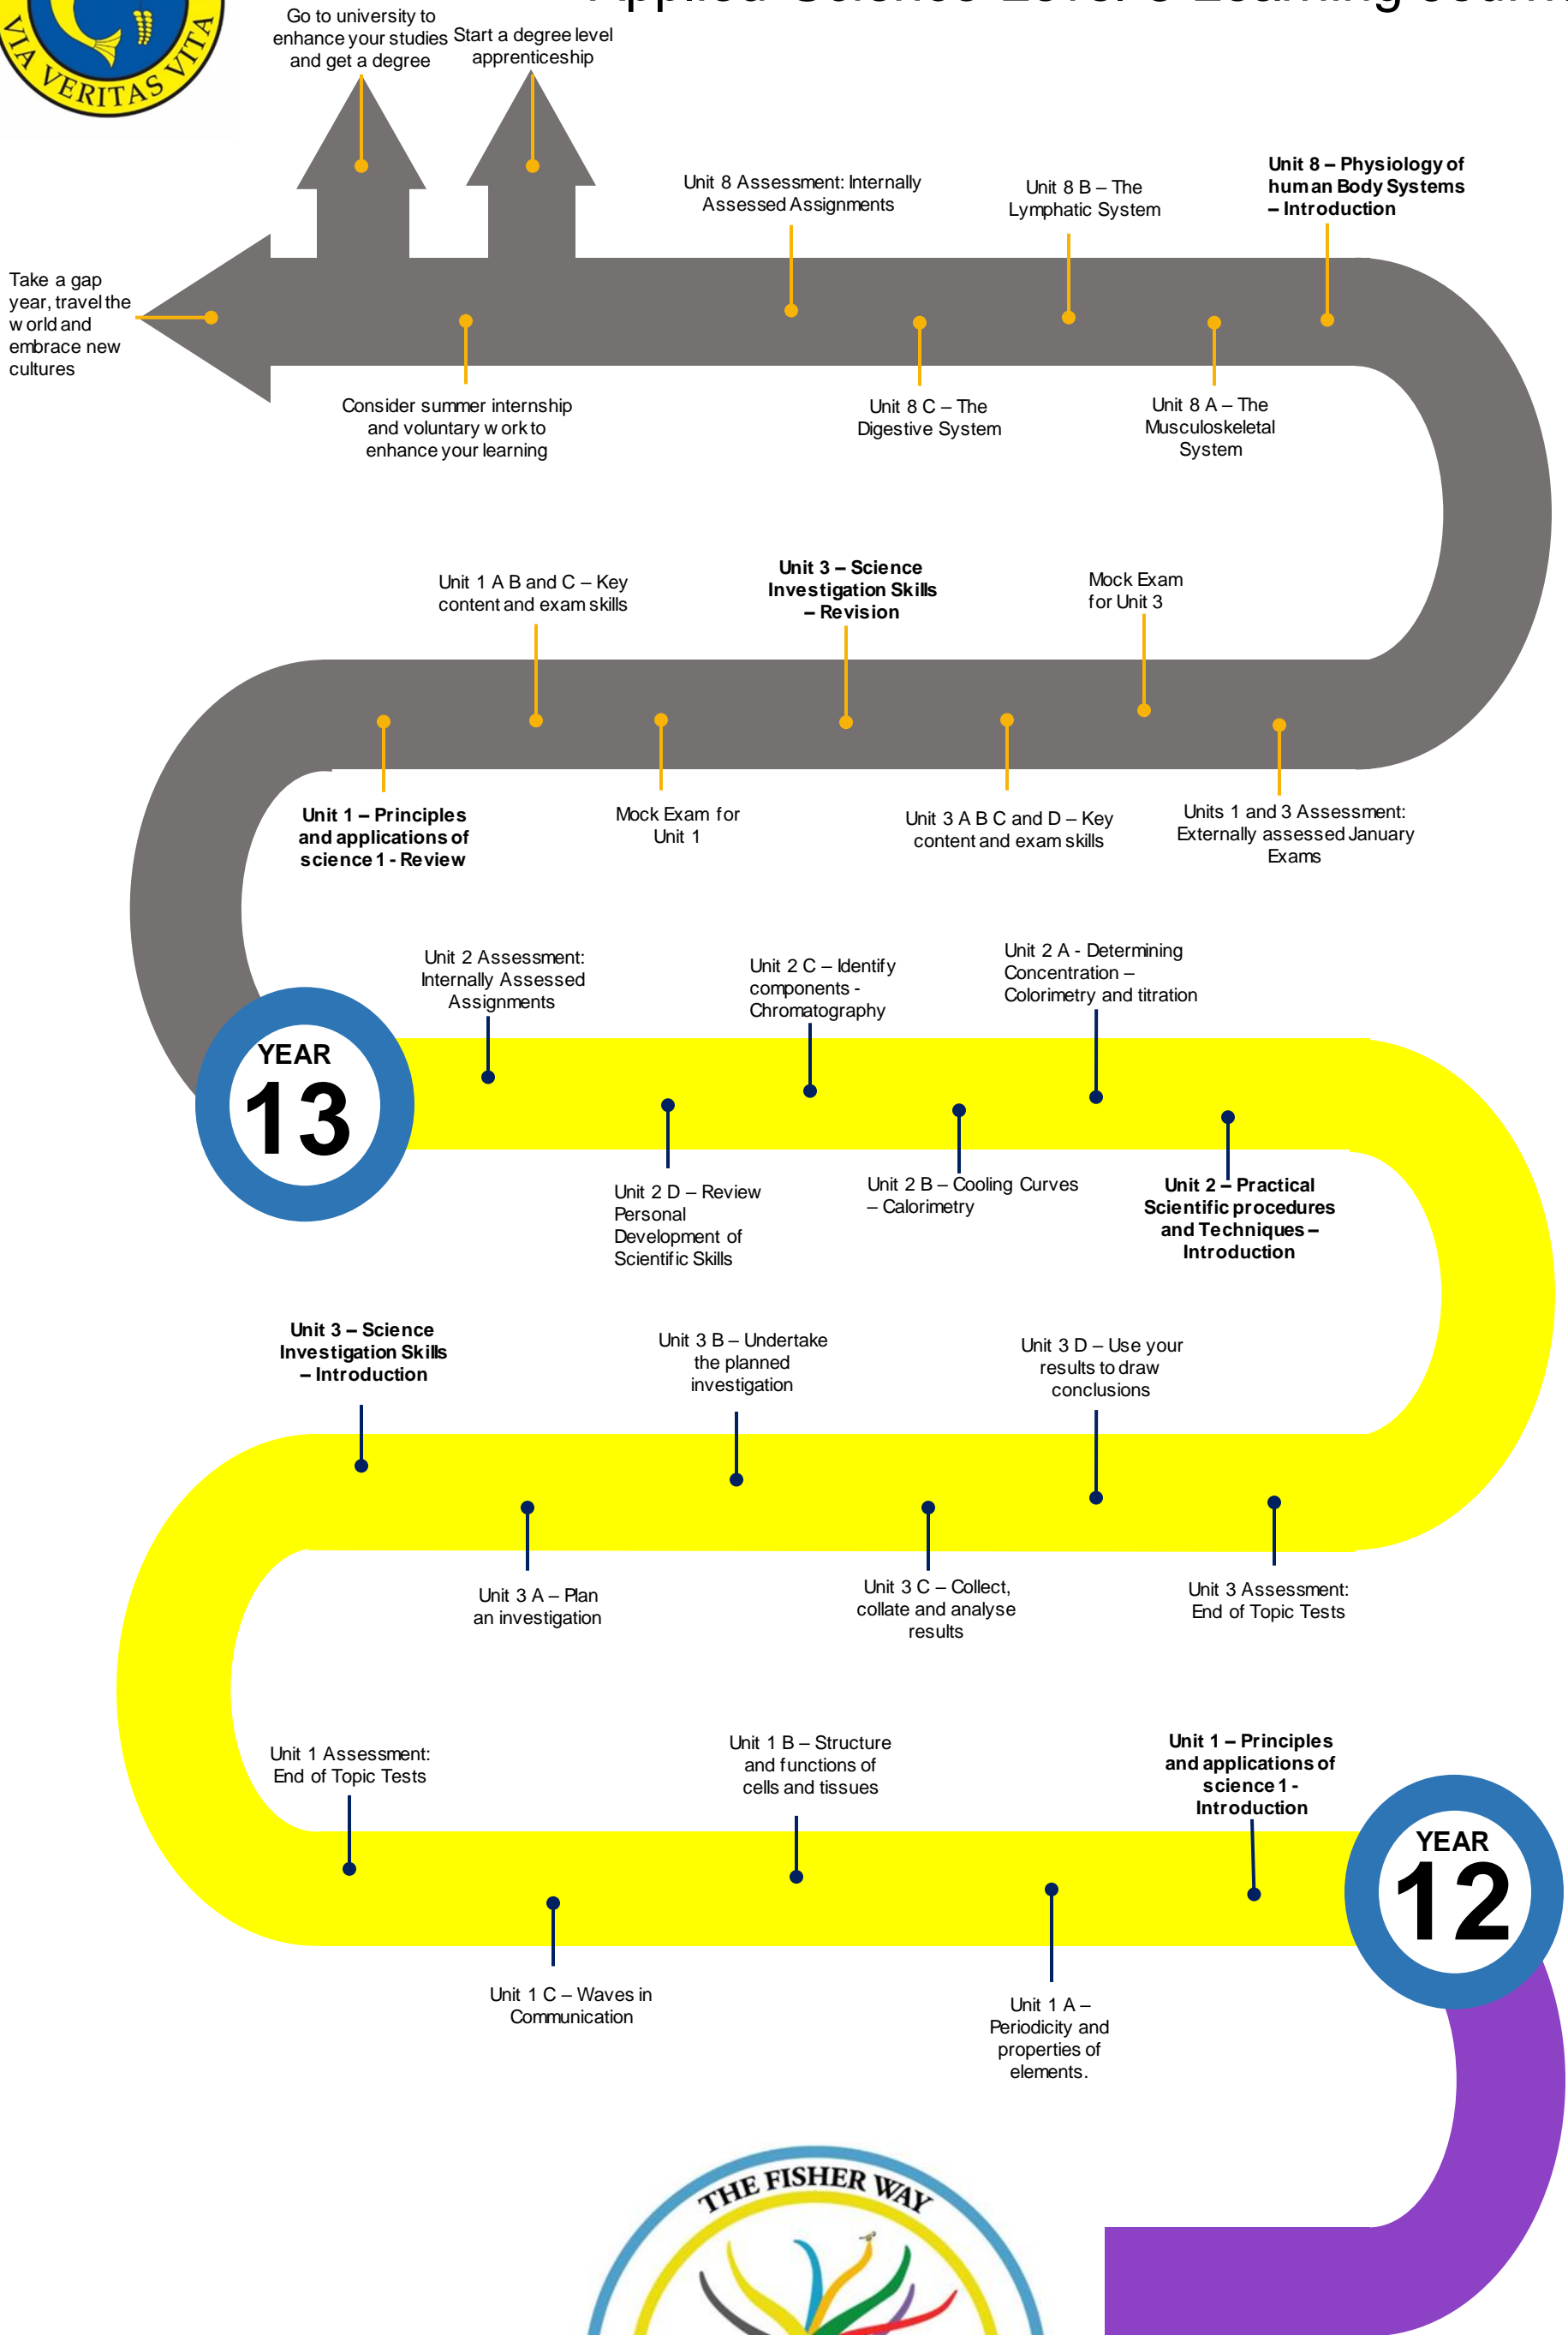 Applied Science Level 3 Learning
VIA VERITAS VITA
Go to university to
enhance your studies
and get a degree
Start a degree level
apprenticeship
Unit 8 Assessment: Internally
Assessed Assignments
Unit 8 B – The
Lymphatic System
Unit 8 – Physiology of
human Body Systems
– Introduction
Take a gap
year, travel the
world and
embrace new
cultures
Consider summer internship
and voluntary work to
enhance your learning
Unit 8 C – The
Digestive System
Unit 8 A – The
Musculoskeletal
System
Unit 1 A B and C – Key
content and exam skills
Unit 3 – Science
Investigation Skills
– Revision
Mock Exam
for Unit 3
Unit 1 – Principles
and applications of
science 1 - Review
Mock Exam for
Unit 1
Unit 3 A B C and D – Key
content and exam skills
Units 1 and 3 Assessment:
Externally assessed January
Exams
Unit 2 Assessment:
Internally Assessed
Assignments
Unit 2 C – Identify
components -
Chromatography
Unit 2 A - Determining
Concentration –
Colorimetry and titration
YEAR
13
Unit 2 D – Review
Personal
Development of
Scientific Skills
Unit 2 B – Cooling Curves
– Calorimetry
Unit 2 – Practical
Scientific procedures
and Techniques –
Introduction
Unit 3 – Science
Investigation Skills
– Introduction
Unit 3 B – Undertake
the planned
investigation
Unit 3 D – Use your
results to draw
conclusions
Unit 3 A – Plan
an investigation
Unit 3 C – Collect,
collate and analyse
results
Unit 3 Assessment:
End of Topic Tests
Unit 1 Assessment:
End of Topic Tests
Unit 1 B – Structure
and functions of
cells and tissues
Unit 1 – Principles
and applications of
science 1 -
Introduction
YEAR
12
Unit 1 C – Waves in
Communication
Unit 1 A –
Periodicity and
properties of
elements.
THE FISHER WAY